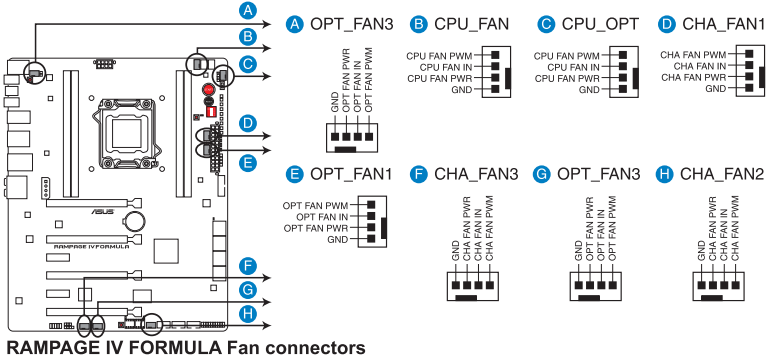 A OPT_FAN3
GND
OPT FAN PWR
OPT FAN IN
OPT FAN PWM
B CPU_FAN
CPU FAN PWM
CPU FAN IN
CPU FAN PWR
GND
C CPU_OPT
CPU FAN PWM
CPU FAN IN
CPU FAN PWR
GND
D CHA_FAN1
CHA FAN PWM
CHA FAN IN
CHA FAN PWR
GND
E OPT_FAN1
OPT FAN PWM
OPT FAN IN
OPT FAN PWR
GND
F CHA_FAN3
GND
CHA FAN PWR
CHA FAN IN
CHA FAN PWM
G OPT_FAN3
GND
OPT FAN PWR
OPT FAN IN
OPT FAN PWM
H CHA_FAN2
GND
CHA FAN PWR
CHA FAN IN
CHA FAN PWM
A
B
C
D
E
F
G
H
ASUS
RAMPAGE IV FORMULA
RAMPAGE IV FORMULA Fan connectors